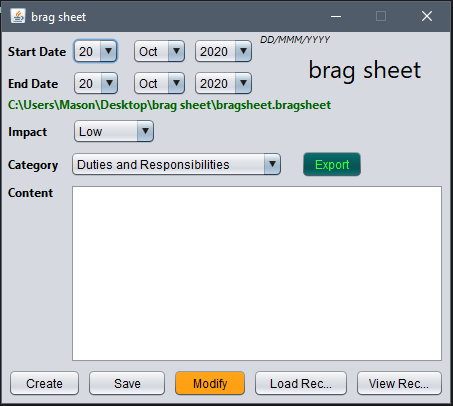 brag sheet
DD/MMM/YYYY
Start Date 20 Oct 2020
brag sheet
End Date 20 Oct 2020
C:\Users\Mason\Desktop\brag sheet\bragsheet.bragsheet
Impact Low
Category Duties and Responsibilities Export
Content
Create Save Modify Load Rec... View Rec...